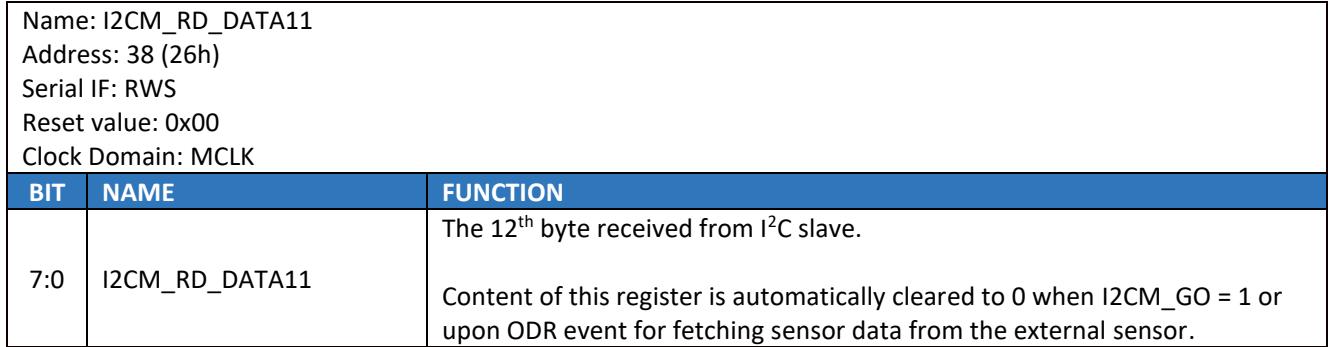 Name: I2CM_RD_DATA11
Address: 38 (26h)
Serial IF: RWS
Reset value: 0x00
Clock Domain: MCLK
BIT NAME FUNCTION
7:0 I2CM_RD_DATA11 The 12th byte received from I2C slave.
Content of this register is automatically cleared to 0 when I2CM_GO = 1 or
upon ODR event for fetching sensor data from the external sensor.